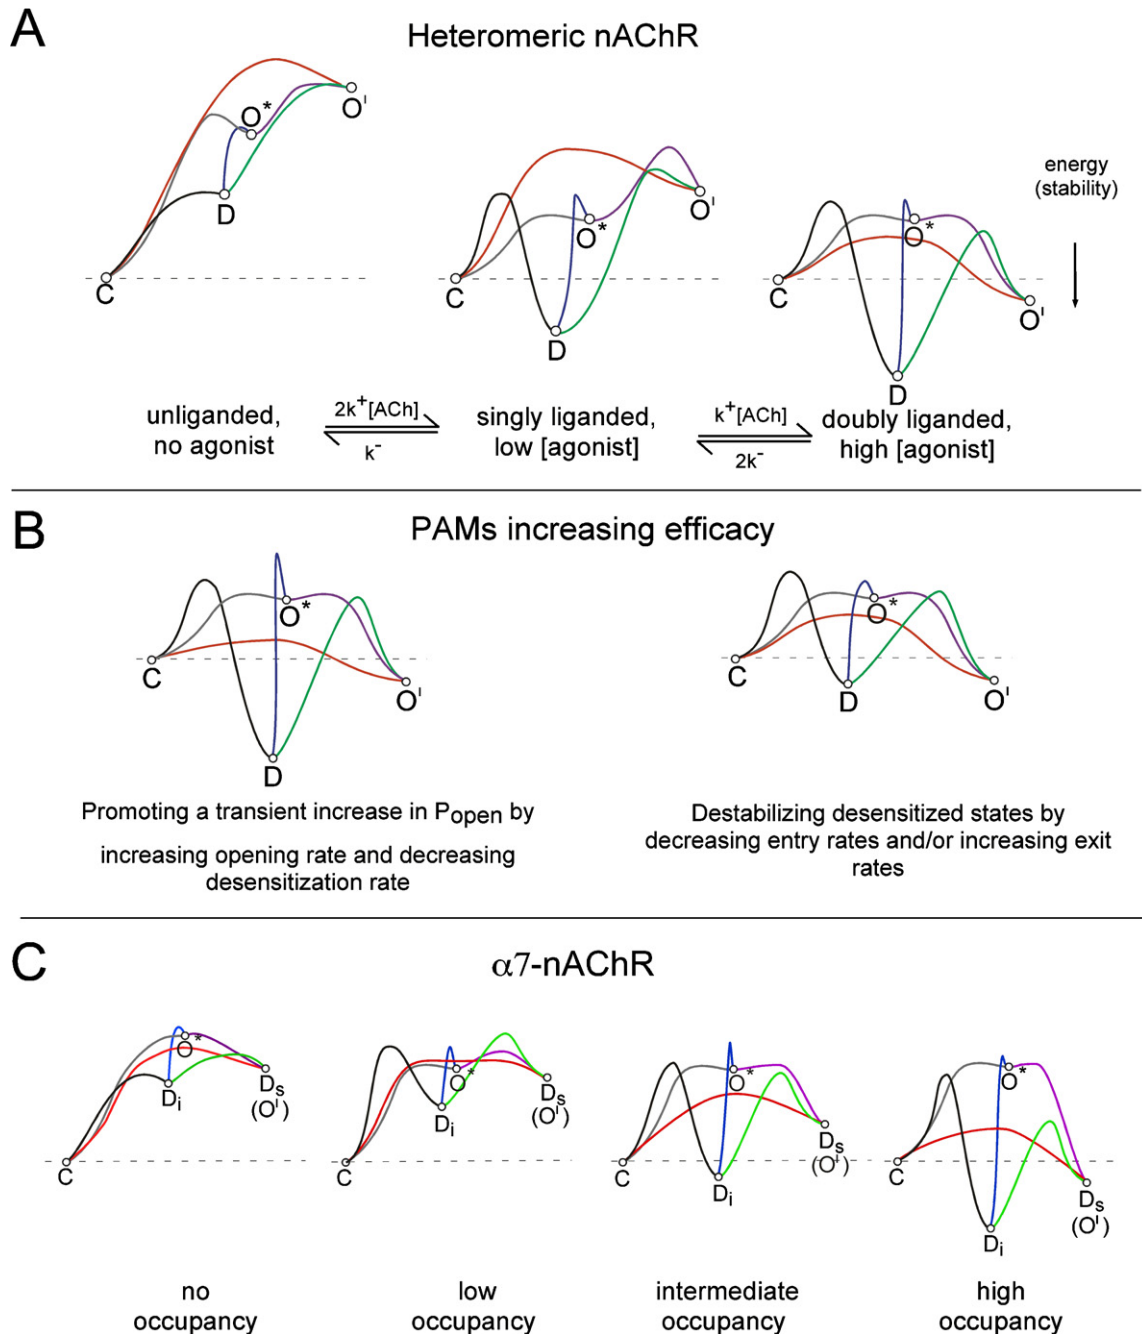 A
Heteromeric nAChR
O*
O'
D
C
O*
O'
C
D
energy
(stability)
O*
C
O'
D
unliganded,
no agonist
2k⁺[ACh]
k⁻
singly liganded,
low [agonist]
k⁺[ACh]
2k⁻
doubly liganded,
high [agonist]
B
PAMs increasing efficacy
O*
C
O'
D
O*
C
D
O'
Promoting a transient increase in Popen by
increasing opening rate and decreasing
desensitization rate
Destabilizing desensitized states by
decreasing entry rates and/or increasing exit
rates
C
α7-nAChR
O*
Di
Ds
(O')
C
O*
Di
Ds
(O')
C
O*
Ds
(O')
C
Di
O*
C
Ds
(O')
Di
no
occupancy
low
occupancy
intermediate
occupancy
high
occupancy